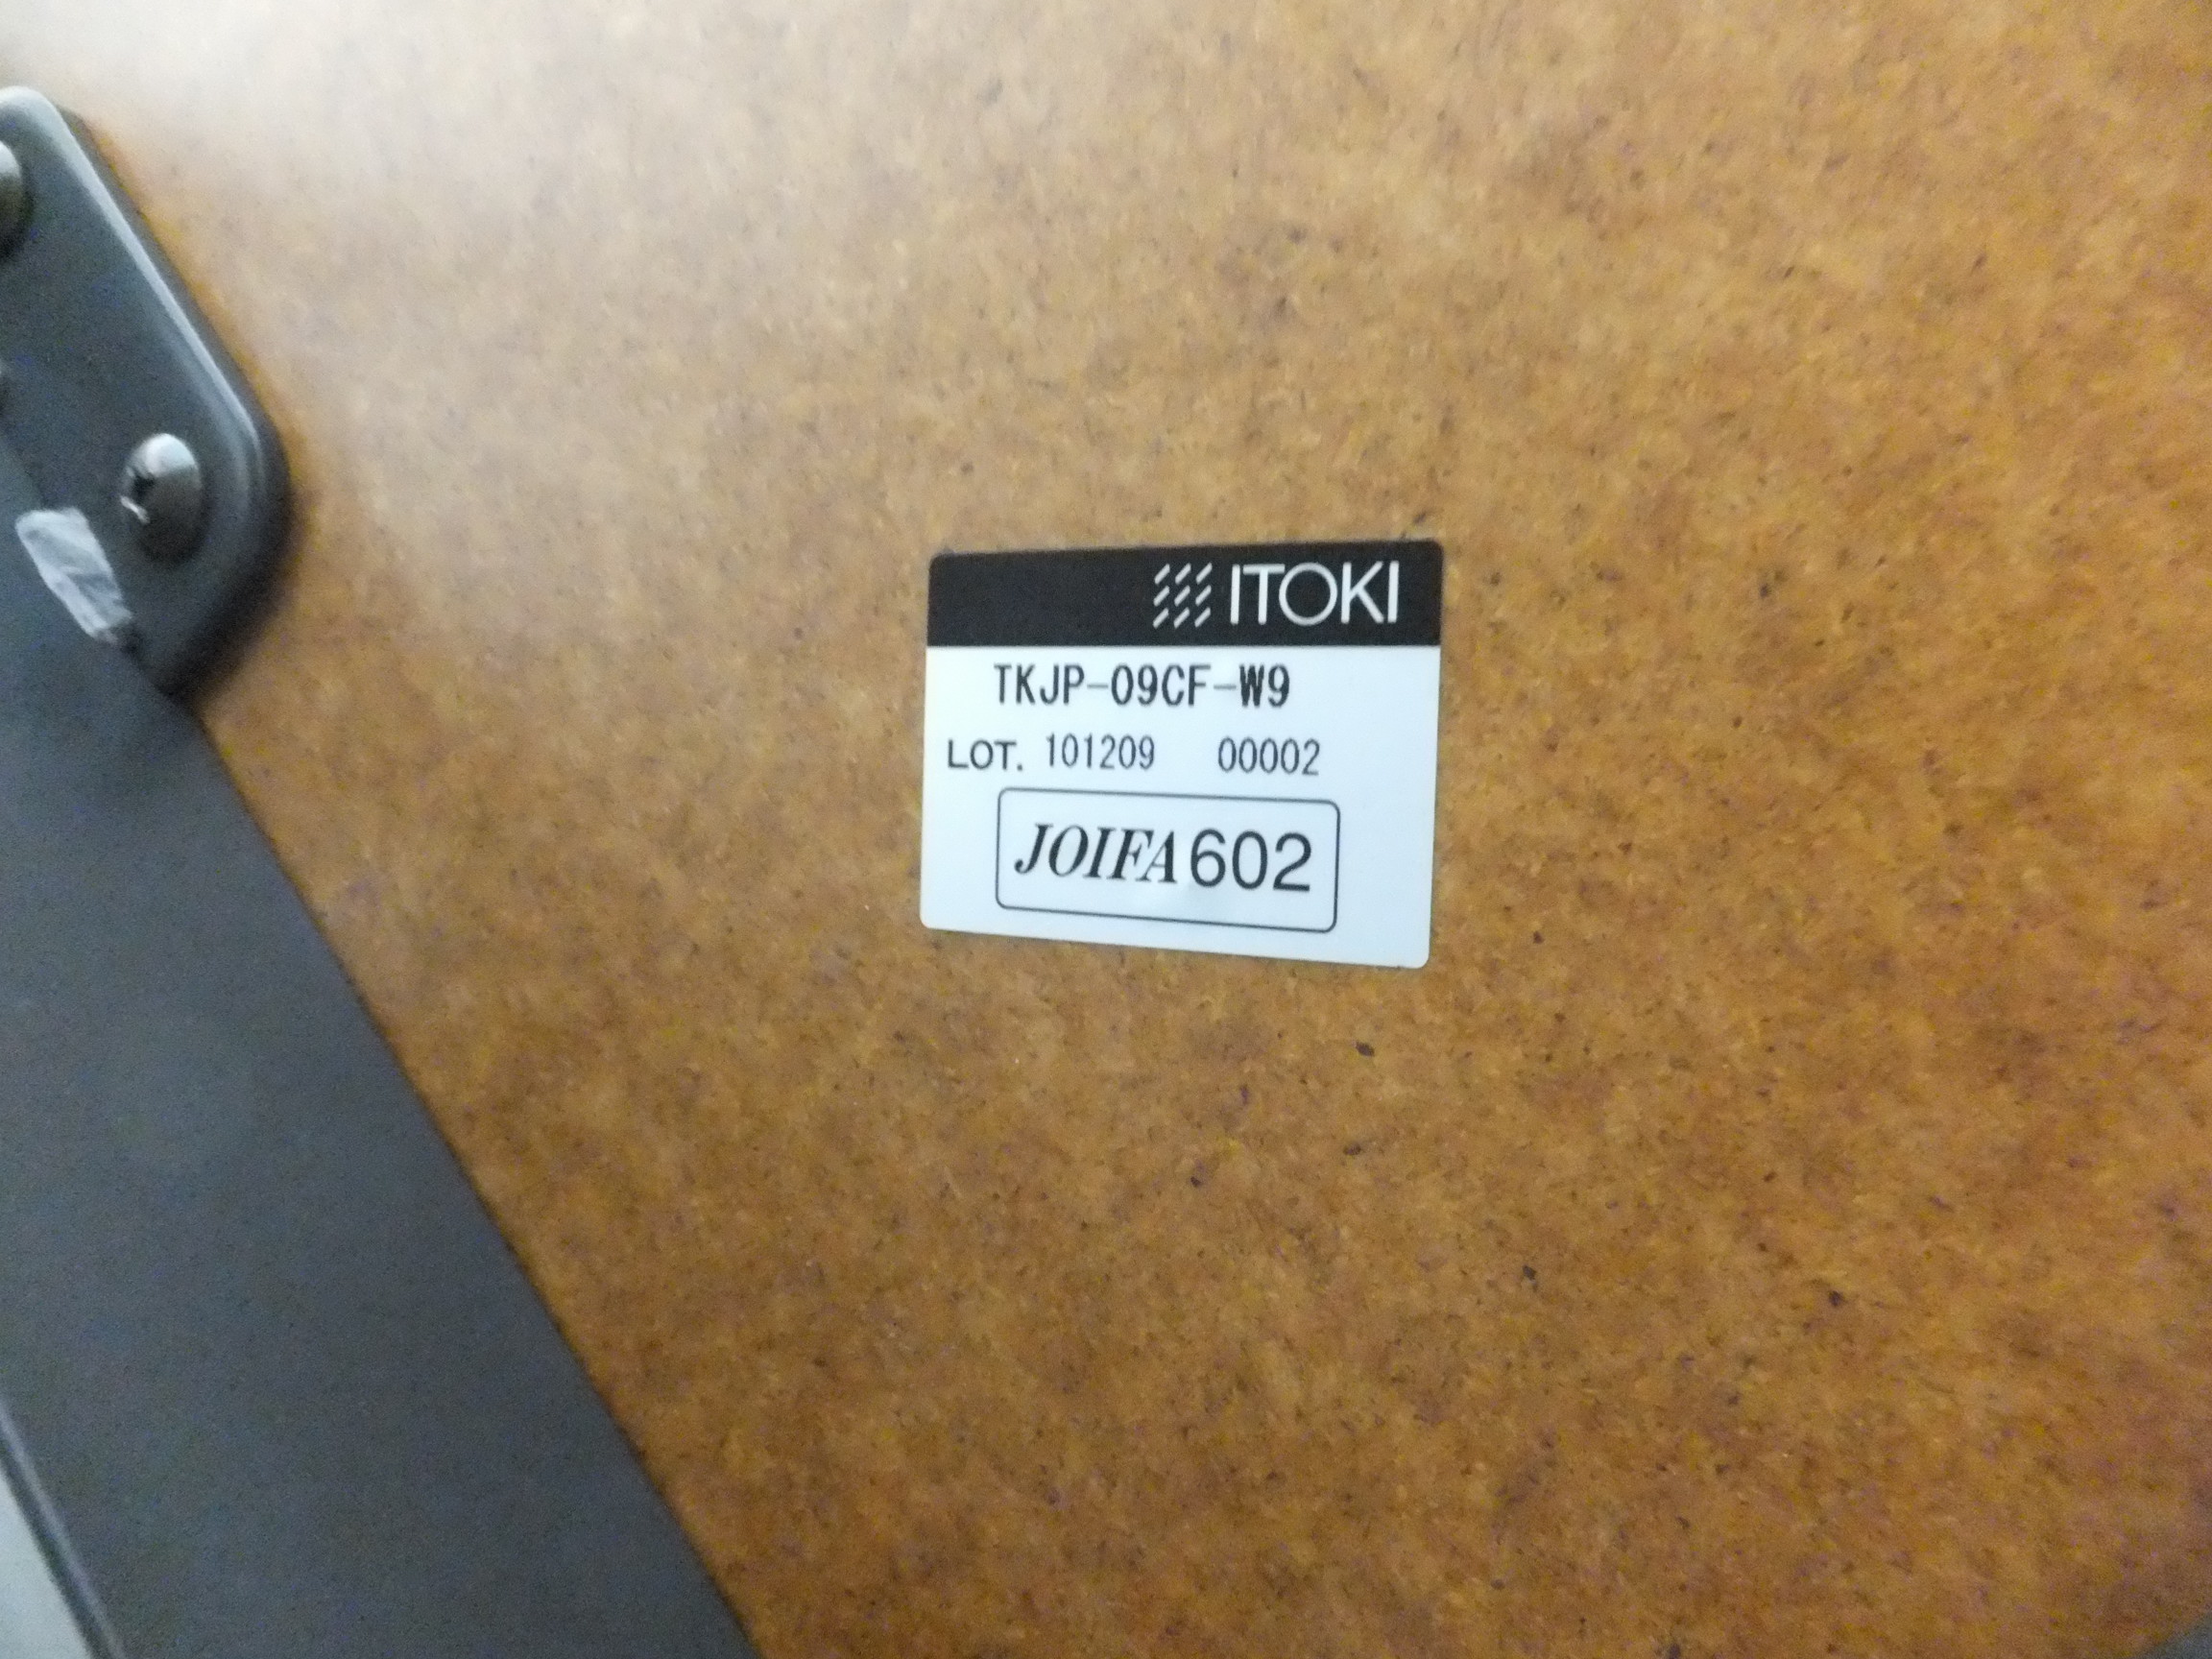 ITOKI
TKJP-09CF-W9
LOT. 101209 00002
JOIFA 602